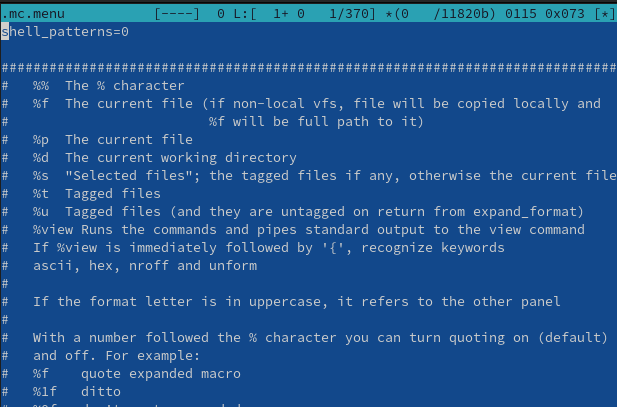 .mc.menu [----] 0 L:[ 1+ 0 1/370] *(0 /11820b) 0115 0x073 [*]
shell_patterns=0
#############################################################################
# %% The % character
# %f The current file (if non-local vfs, file will be copied locally and
# %f will be full path to it)
# %p The current file
# %d The current working directory
# %s "Selected files"; the tagged files if any, otherwise the current file
# %t Tagged files
# %u Tagged files (and they are untagged on return from expand_format)
# %view Runs the commands and pipes standard output to the view command
# If %view is immediately followed by '{', recognize keywords
# ascii, hex, nroff and unform
#
# If the format letter is in uppercase, it refers to the other panel
#
# With a number followed the % character you can turn quoting on (default)
# and off. For example:
# %f quote expanded macro
# %1f ditto